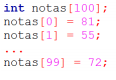 int notas[100];
notas[0] = 81;
notas[1] = 55;
...
notas[99] = 72;